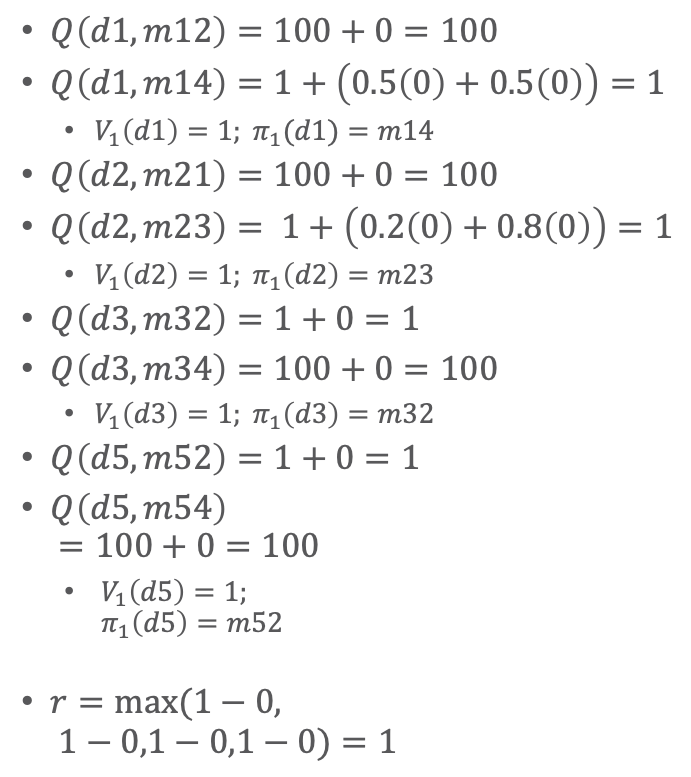 • Q(d1, m12) = 100 + 0 = 100
• Q(d1, m14) = 1 + (0.5(0) + 0.5(0)) = 1
• V₁(d1) = 1; π₁(d1) = m14
• Q(d2, m21) = 100 + 0 = 100
• Q(d2, m23) = 1 + (0.2(0) + 0.8(0)) = 1
• V₁(d2) = 1; π₁(d2) = m23
• Q(d3, m32) = 1 + 0 = 1
• Q(d3, m34) = 100 + 0 = 100
• V₁(d3) = 1; π₁(d3) = m32
• Q(d5, m52) = 1 + 0 = 1
• Q(d5, m54)
= 100 + 0 = 100
• V₁(d5) = 1;
π₁(d5) = m52
• r = max(1 − 0,
1 − 0,1 − 0,1 − 0) = 1